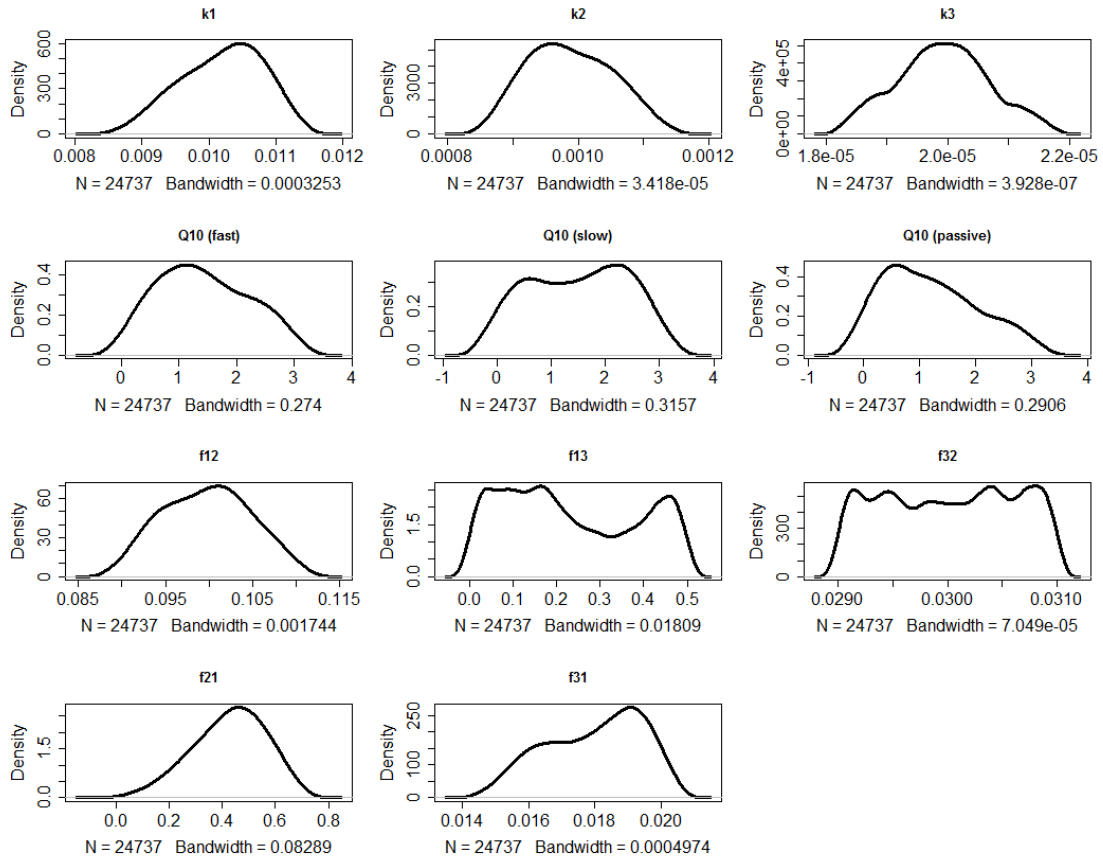 k1
k2
k3
Density
0 300 600
0.008 0.009 0.010 0.011 0.012
N = 24737 Bandwidth = 0.0003253
Density
0 3000
0.0008 0.0010 0.0012
N = 24737 Bandwidth = 3.418e-05
Density
0e+00 4e+05
1.8e-05 2.0e-05 2.2e-05
N = 24737 Bandwidth = 3.928e-07
Q10 (fast)
Q10 (slow)
Q10 (passive)
Density
0.0 0.2 0.4
0 1 2 3 4
N = 24737 Bandwidth = 0.274
Density
0.0 0.2
-1 0 1 2 3 4
N = 24737 Bandwidth = 0.3157
Density
0.0 0.2 0.4
-1 0 1 2 3 4
N = 24737 Bandwidth = 0.2906
f12
f13
f32
Density
0 30 60
0.085 0.095 0.105 0.115
N = 24737 Bandwidth = 0.001744
Density
0.0 1.5
0.0 0.1 0.2 0.3 0.4 0.5
N = 24737 Bandwidth = 0.01809
Density
0 300
0.0290 0.0300 0.0310
N = 24737 Bandwidth = 7.049e-05
f21
f31
Density
0.0 1.5
0.0 0.2 0.4 0.6 0.8
N = 24737 Bandwidth = 0.08289
Density
0 100 250
0.014 0.016 0.018 0.020
N = 24737 Bandwidth = 0.0004974